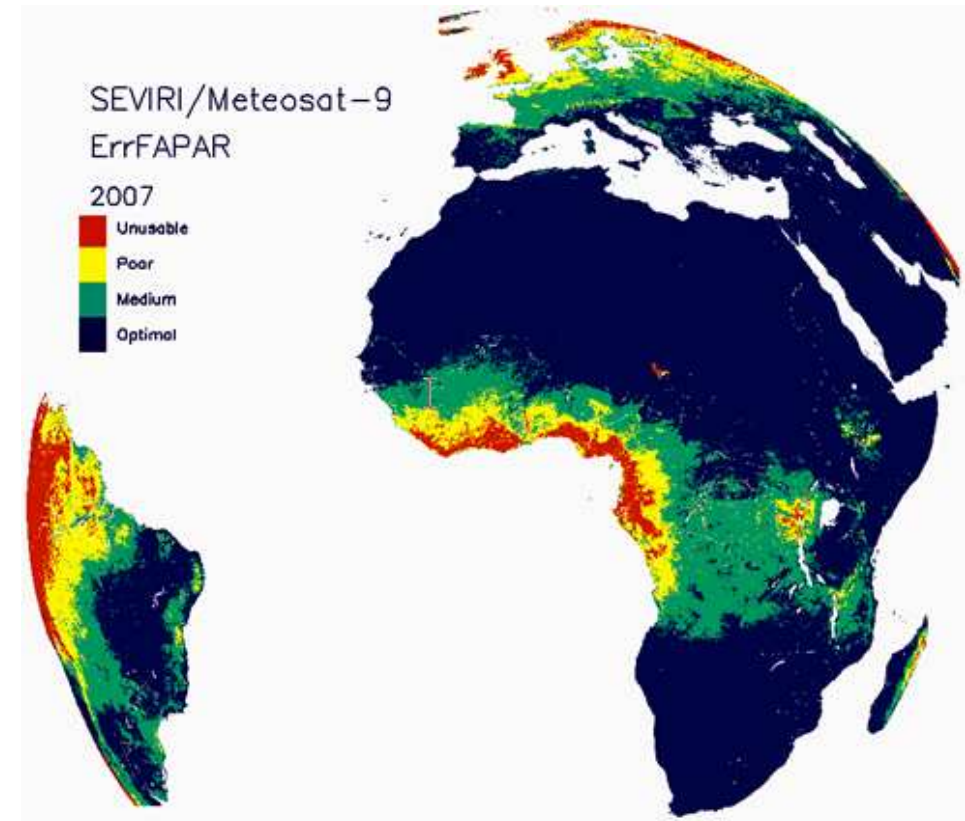 SEVIRI/Meteosat-9
ErrFAPAR
2007
Unusable
Poor
Medium
Optimal